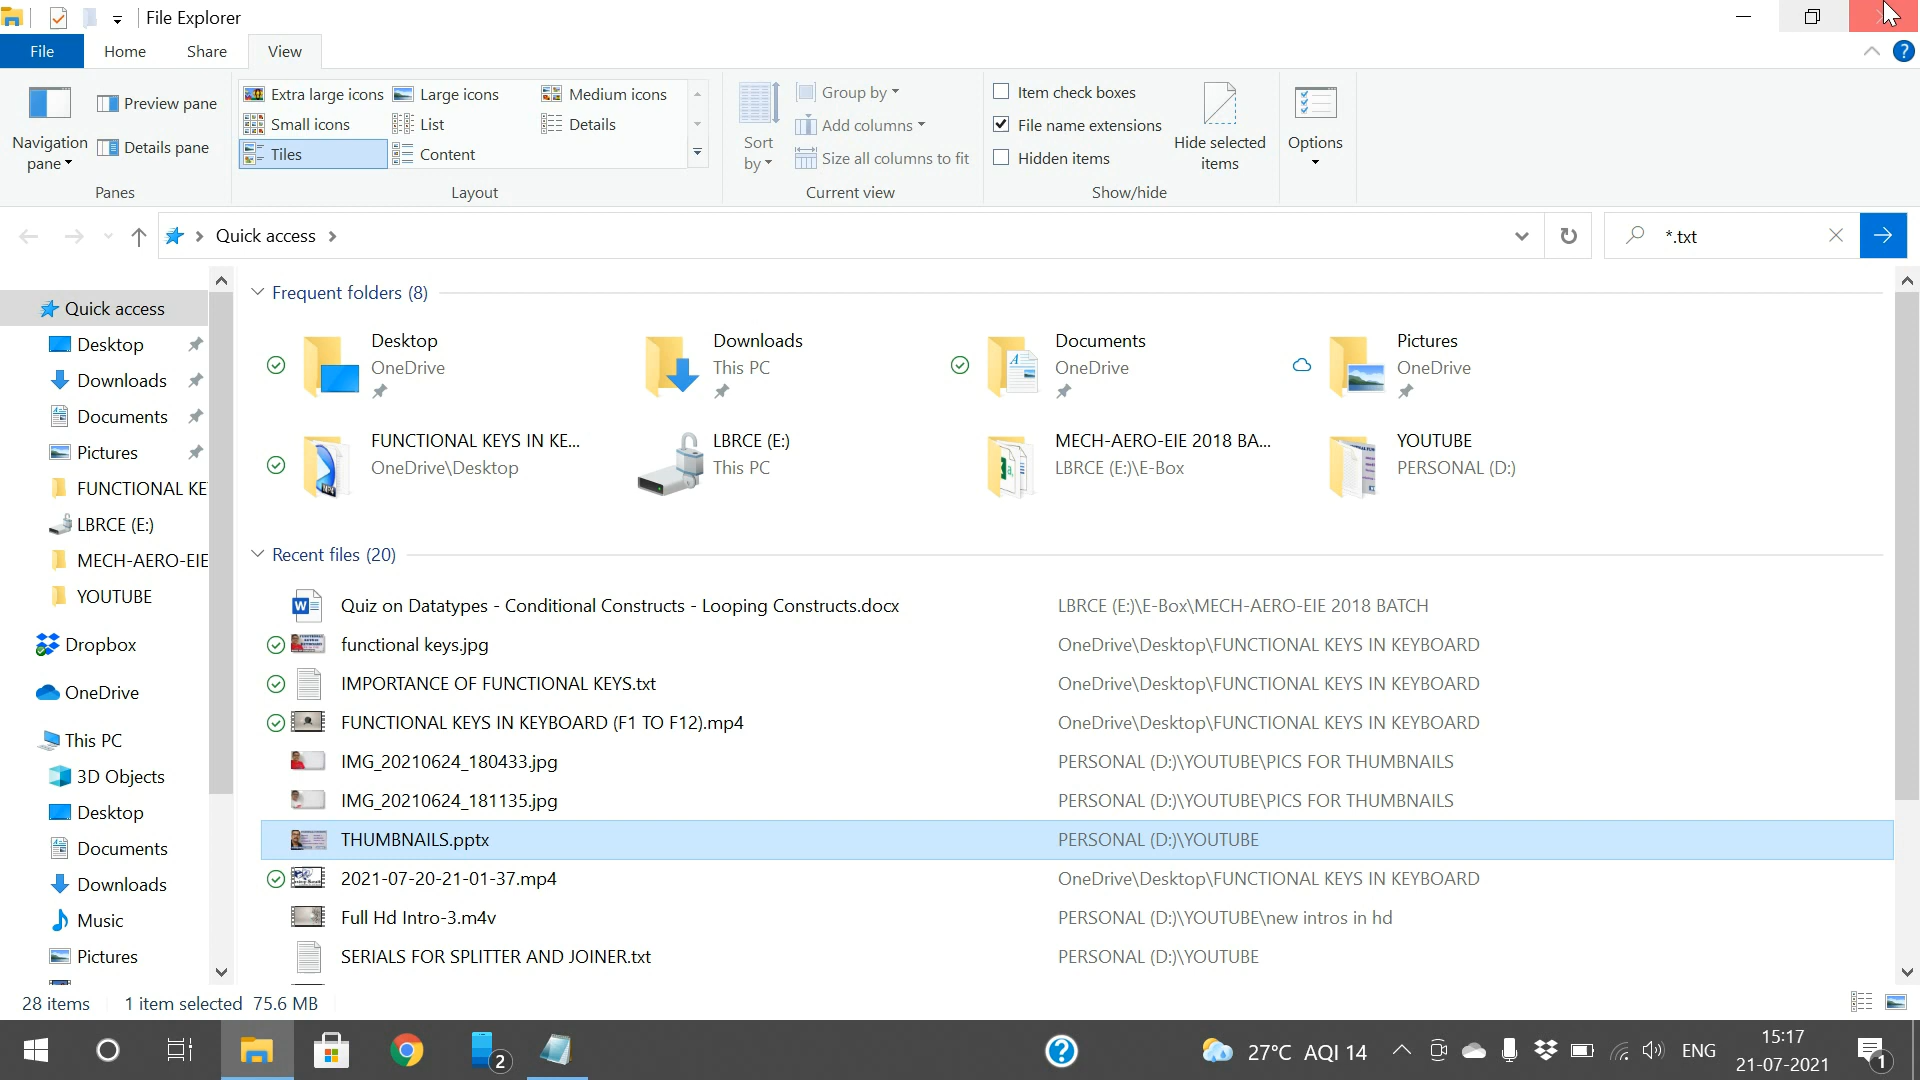 File Explorer
File Home Share View
Navigation pane
Preview pane
Details pane
Panes
Extra large icons Large icons Medium icons
Small icons List Details
Tiles Content
Layout
Sort by
Group by
Add columns
Size all columns to fit
Current view
Item check boxes
File name extensions
Hidden items
Hide selected items
Show/hide
Options
Quick access
*.txt
Quick access
Desktop
Downloads
Documents
Pictures
FUNCTIONAL KE
LBRCE (E:)
MECH-AERO-EIE
YOUTUBE
Dropbox
OneDrive
This PC
3D Objects
Desktop
Documents
Downloads
Music
Pictures
Frequent folders (8)
Desktop
OneDrive
Downloads
This PC
Documents
OneDrive
Pictures
OneDrive
FUNCTIONAL KEYS IN KE...
OneDrive\Desktop
LBRCE (E:)
This PC
MECH-AERO-EIE 2018 BA...
LBRCE (E:)\E-Box
YOUTUBE
PERSONAL (D:)
Recent files (20)
Quiz on Datatypes - Conditional Constructs - Looping Constructs.docx LBRCE (E:)\E-Box\MECH-AERO-EIE 2018 BATCH
functional keys.jpg OneDrive\Desktop\FUNCTIONAL KEYS IN KEYBOARD
IMPORTANCE OF FUNCTIONAL KEYS.txt OneDrive\Desktop\FUNCTIONAL KEYS IN KEYBOARD
FUNCTIONAL KEYS IN KEYBOARD (F1 TO F12).mp4 OneDrive\Desktop\FUNCTIONAL KEYS IN KEYBOARD
IMG_20210624_180433.jpg PERSONAL (D:)\YOUTUBE\PICS FOR THUMBNAILS
IMG_20210624_181135.jpg PERSONAL (D:)\YOUTUBE\PICS FOR THUMBNAILS
THUMBNAILS.pptx PERSONAL (D:)\YOUTUBE
2021-07-20-21-01-37.mp4 OneDrive\Desktop\FUNCTIONAL KEYS IN KEYBOARD
Full Hd Intro-3.m4v PERSONAL (D:)\YOUTUBE\new intros in hd
SERIALS FOR SPLITTER AND JOINER.txt PERSONAL (D:)\YOUTUBE
28 items 1 item selected 75.6 MB
2
27°C AQI 14
ENG
15:17
21-07-2021
1